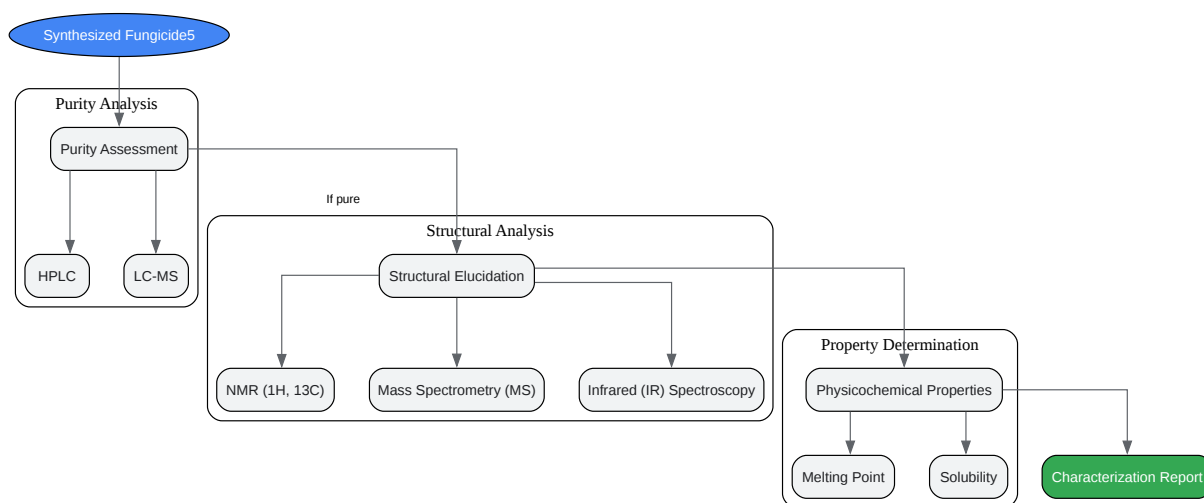 Synthesized Fungicide5
Purity Analysis
Purity Assessment
If pure
Structural Analysis
HPLC
LC-MS
Structural Elucidation
Property Determination
NMR (1H, 13C)
Mass Spectrometry (MS)
Infrared (IR) Spectroscopy
Physicochemical Properties
Melting Point
Solubility
Characterization Report